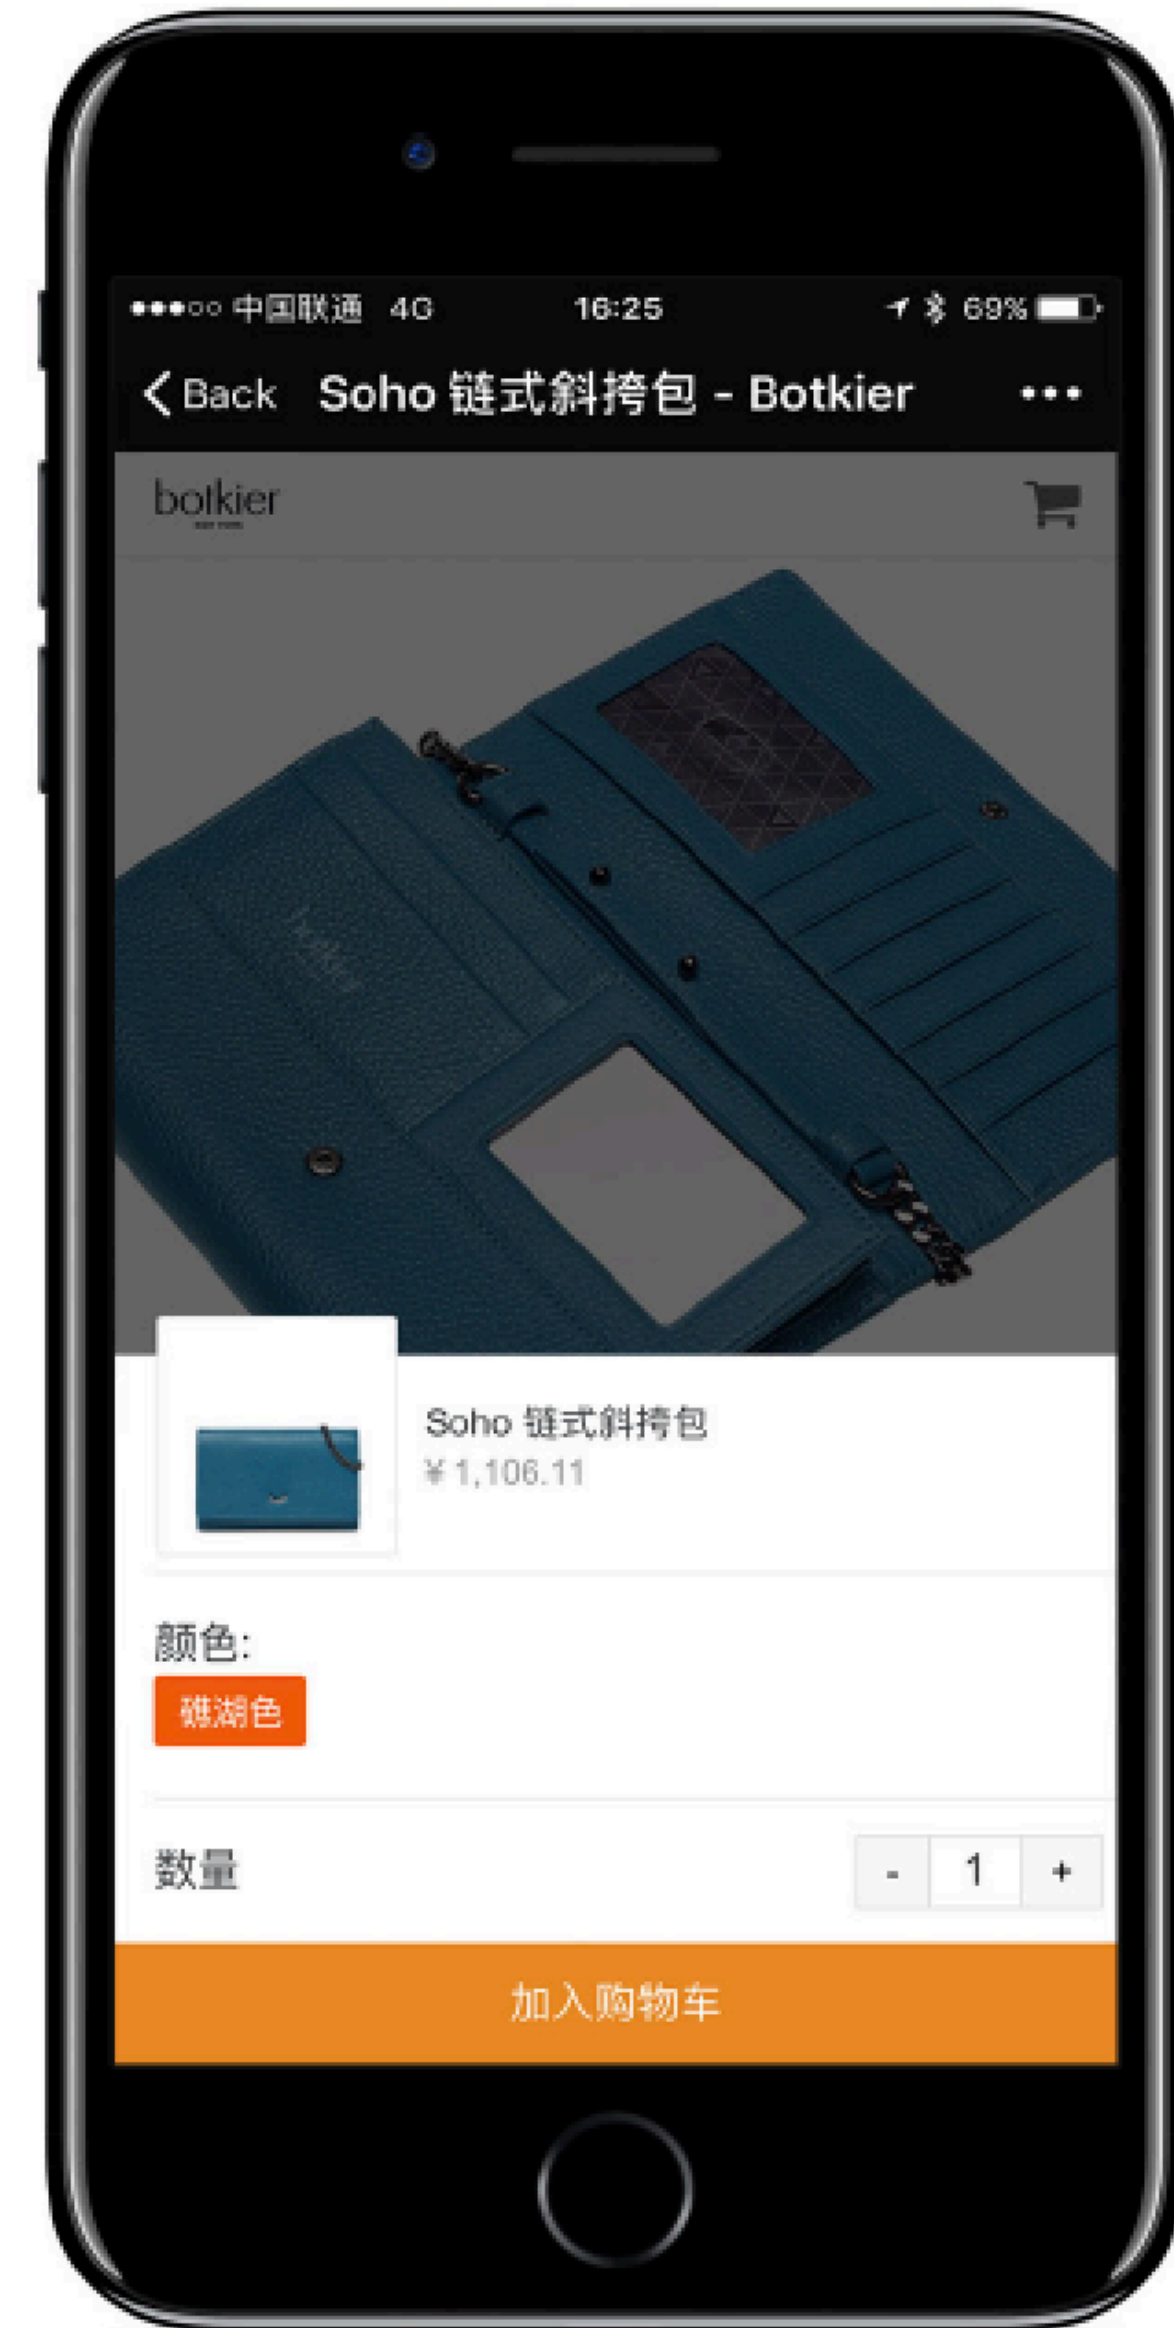 中国联通 4G 16:25 69%
Back Soho 链式斜挎包 - Botkier •••
botkier
botkier
Soho 链式斜挎包
¥ 1,106.11
颜色:
礁湖色
数量 - 1 +
加入购物车